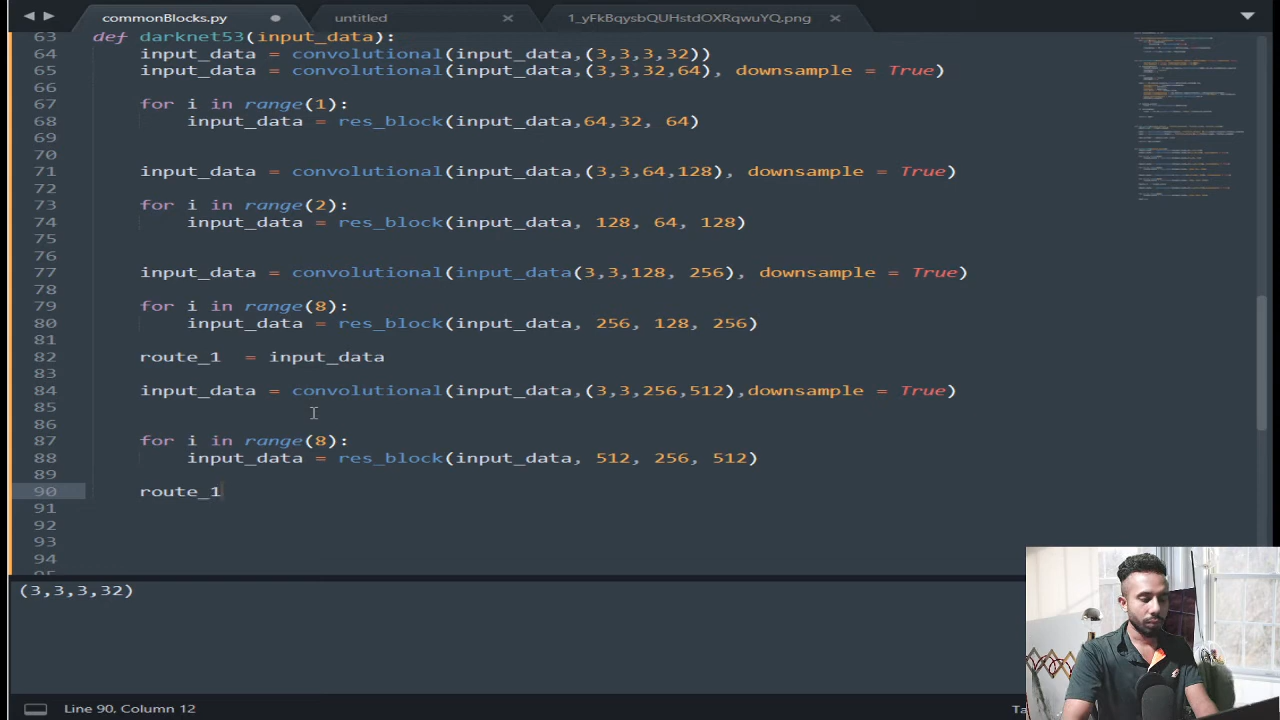 commonBlocks.py
untitled
1_yFkBqysbQUHstdOXRqwuYQ.png
63 def darknet53(input_data):
64 input_data = convolutional(input_data,(3,3,3,32))
65 input_data = convolutional(input_data,(3,3,32,64), downsample = True)
66
67 for i in range(1):
68 input_data = res_block(input_data,64,32, 64)
69
70
71 input_data = convolutional(input_data,(3,3,64,128), downsample = True)
72
73 for i in range(2):
74 input_data = res_block(input_data, 128, 64, 128)
75
76
77 input_data = convolutional(input_data(3,3,128, 256), downsample = True)
78
79 for i in range(8):
80 input_data = res_block(input_data, 256, 128, 256)
81
82 route_1  = input_data
83
84 input_data = convolutional(input_data,(3,3,256,512),downsample = True)
85
86
87 for i in range(8):
88 input_data = res_block(input_data, 512, 256, 512)
89
90 route_1
91
92
93
94
(3,3,3,32)
Line 90, Column 12